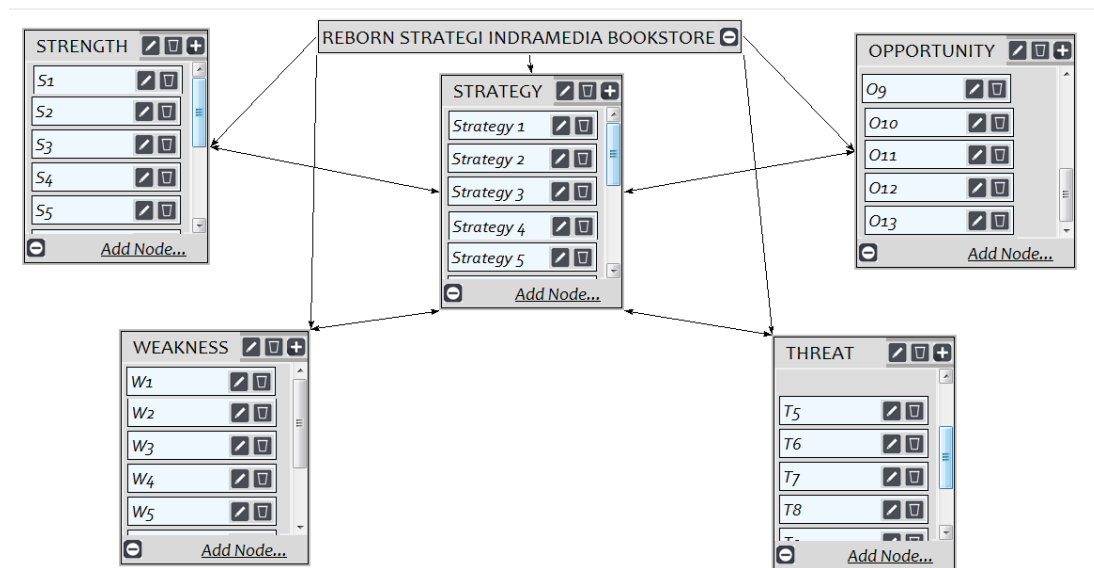 REBORN STRATEGI INDRAMEDIA BOOKSTORE
STRENGTH
S1
S2
S3
S4
S5
Add Node...
STRATEGY
Strategy 1
Strategy 2
Strategy 3
Strategy 4
Strategy 5
Add Node...
OPPORTUNITY
O9
O10
O11
O12
O13
Add Node...
WEAKNESS
W1
W2
W3
W4
W5
Add Node...
THREAT
T5
T6
T7
T8
Add Node...